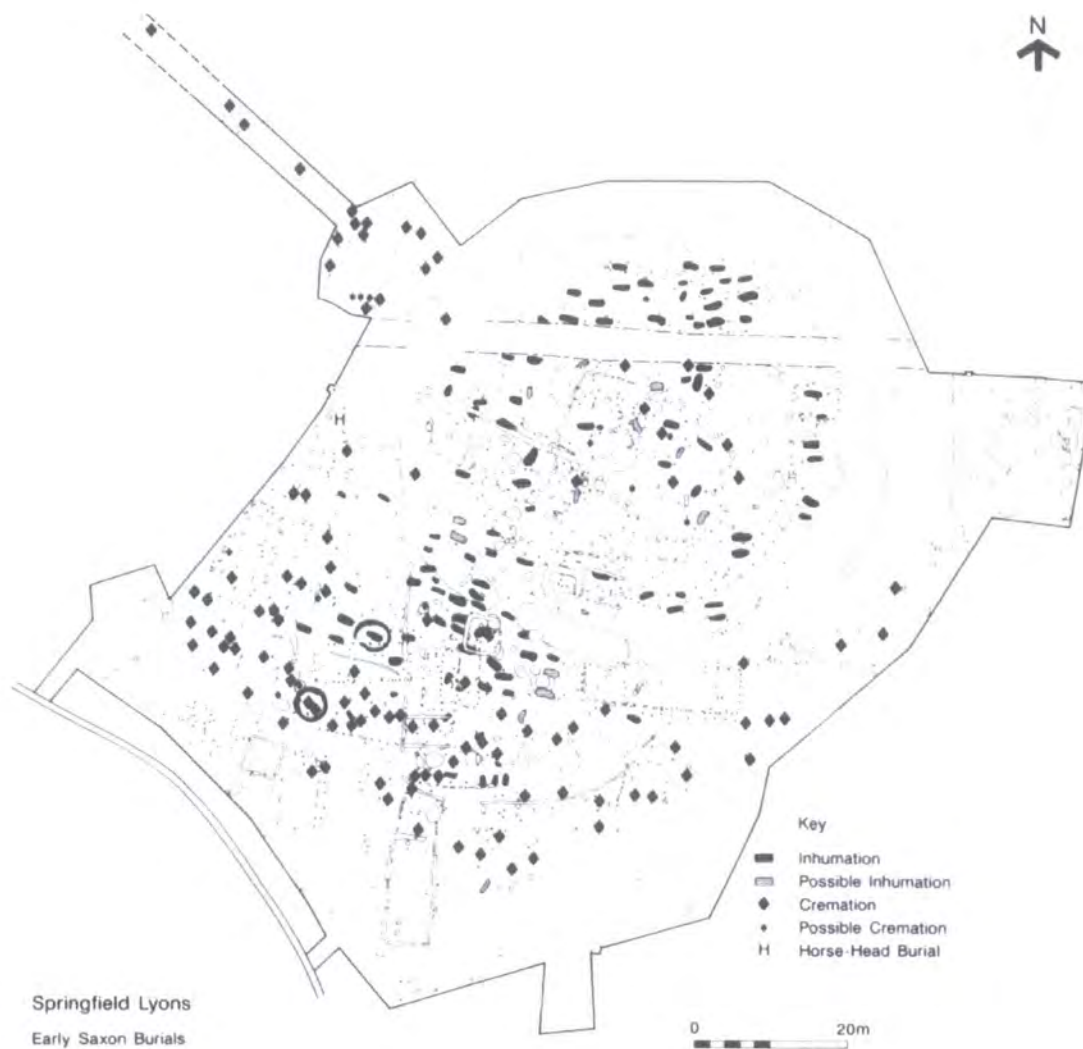 N
H
Key
Inhumation
Possible Inhumation
Cremation
Possible Cremation
H Horse-Head Burial
Springfield Lyons
Early Saxon Burials
0 20m